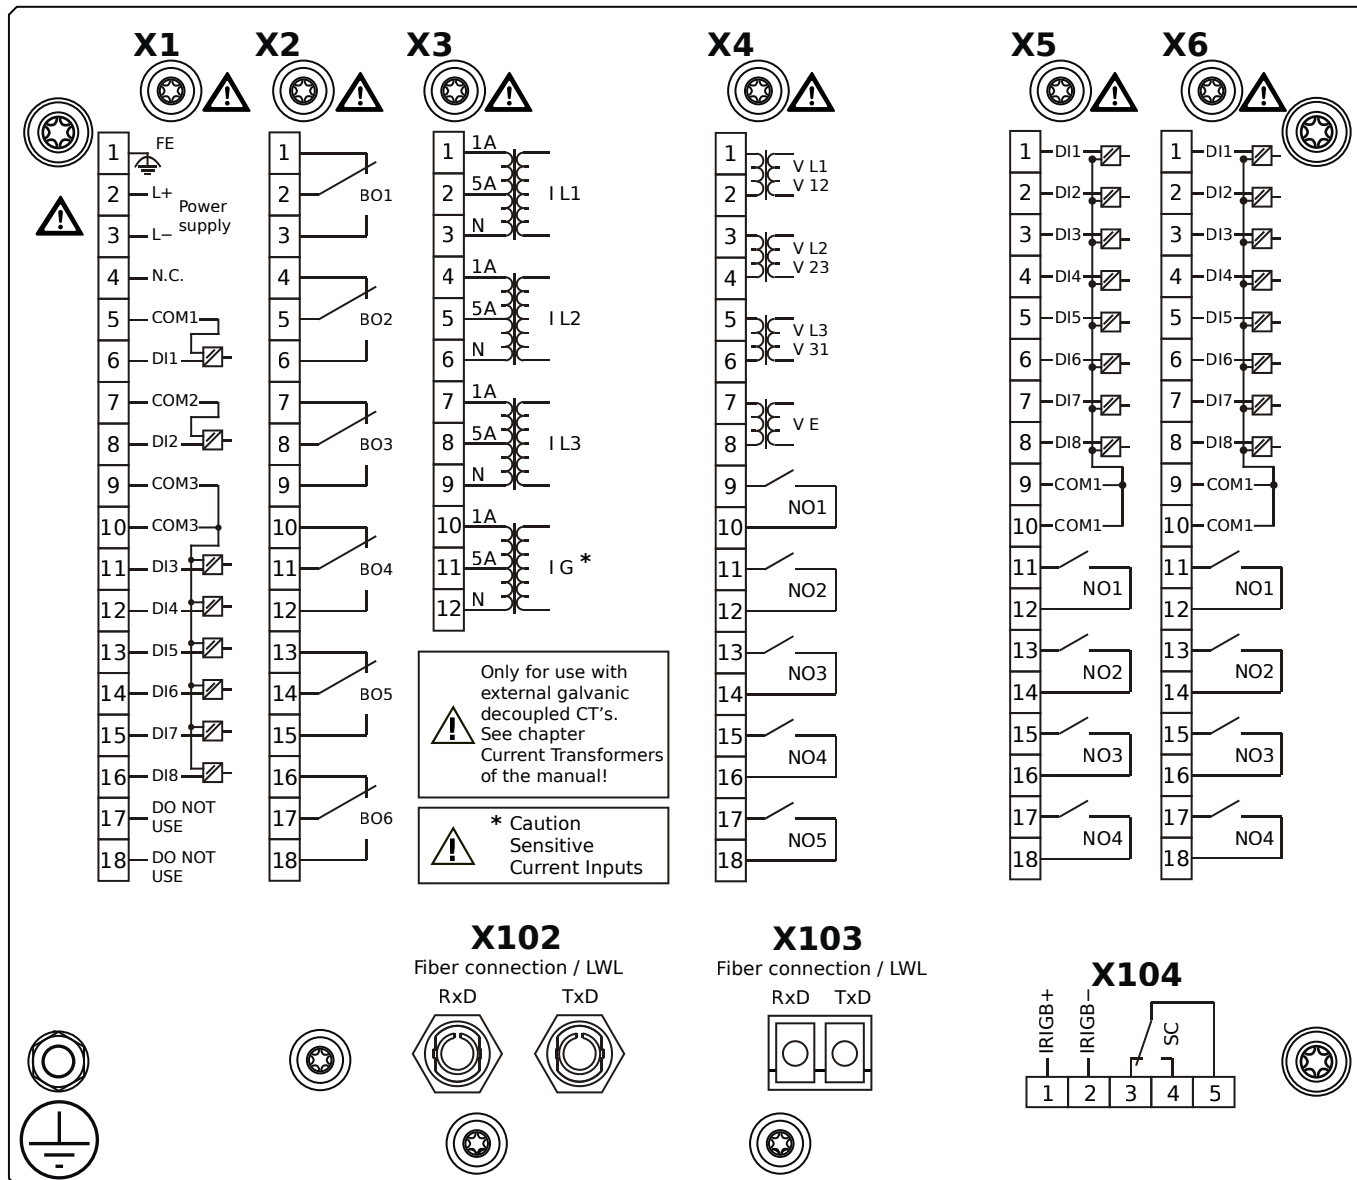 X1 X2 X3 X4 X5 X6
1 FE
2 L+
Power
supply
3 L−
4 N.C.
5 COM1
6 DI1
7 COM2
8 DI2
9 COM3
10 COM3
11 DI3
12 DI4
13 DI5
14 DI6
15 DI7
16 DI8
17 DO NOT
USE
18 DO NOT
USE
1
2 BO1
3
4
5 BO2
6
7
8 BO3
9
10
11 BO4
12
13
14 BO5
15
16
17 BO6
18
1 1A
2 5A I L1
3 N
4 1A
5 5A I L2
6 N
7 1A
8 5A I L3
9 N
10 1A
11 5A I G *
12 N
Only for use with
external galvanic
decoupled CT's.
See chapter
Current Transformers
of the manual!
* Caution
Sensitive
Current Inputs
1 V L1
2 V 12
3 V L2
4 V 23
5 V L3
6 V 31
7
V E
8
9
NO1
10
11
NO2
12
13
NO3
14
15
NO4
16
17
NO5
18
1 DI1
2 DI2
3 DI3
4 DI4
5 DI5
6 DI6
7 DI7
8 DI8
9 COM1
10 COM1
11
NO1
12
13
NO2
14
15
NO3
16
17
NO4
18
1 DI1
2 DI2
3 DI3
4 DI4
5 DI5
6 DI6
7 DI7
8 DI8
9 COM1
10 COM1
11
NO1
12
13
NO2
14
15
NO3
16
17
NO4
18
X102
Fiber connection / LWL
RxD TxD
X103
Fiber connection / LWL
RxD TxD
X104
IRIGB+
IRIGB−
SC
1 2 3 4 5